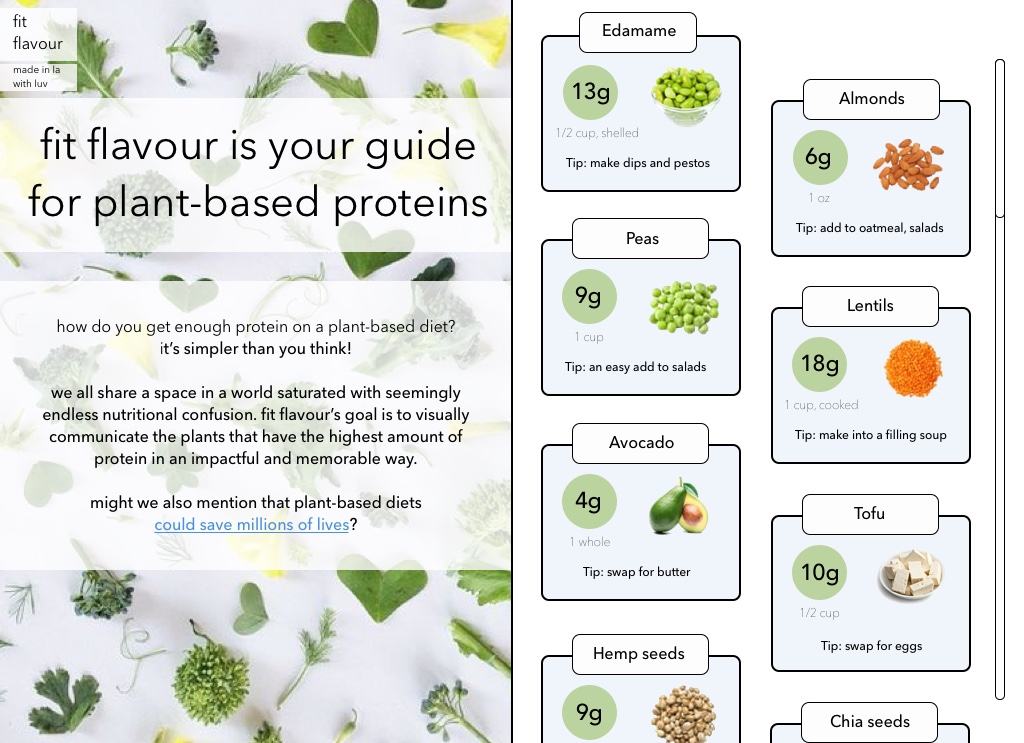 fit
flavour
made in la
with luv
fit flavour is your guide
for plant-based proteins
how do you get enough protein on a plant-based diet?
it's simpler than you think!
we all share a space in a world saturated with seemingly
endless nutritional confusion. fit flavour's goal is to visually
communicate the plants that have the highest amount of
protein in an impactful and memorable way.
might we also mention that plant-based diets
could save millions of lives?
Edamame
13g
1/2 cup, shelled
Tip: make dips and pestos
Peas
9g
1 cup
Tip: an easy add to salads
Avocado
4g
1 whole
Tip: swap for butter
Hemp seeds
9g
Almonds
6g
1 oz
Tip: add to oatmeal, salads
Lentils
18g
1 cup, cooked
Tip: make into a filling soup
Tofu
10g
1/2 cup
Tip: swap for eggs
Chia seeds